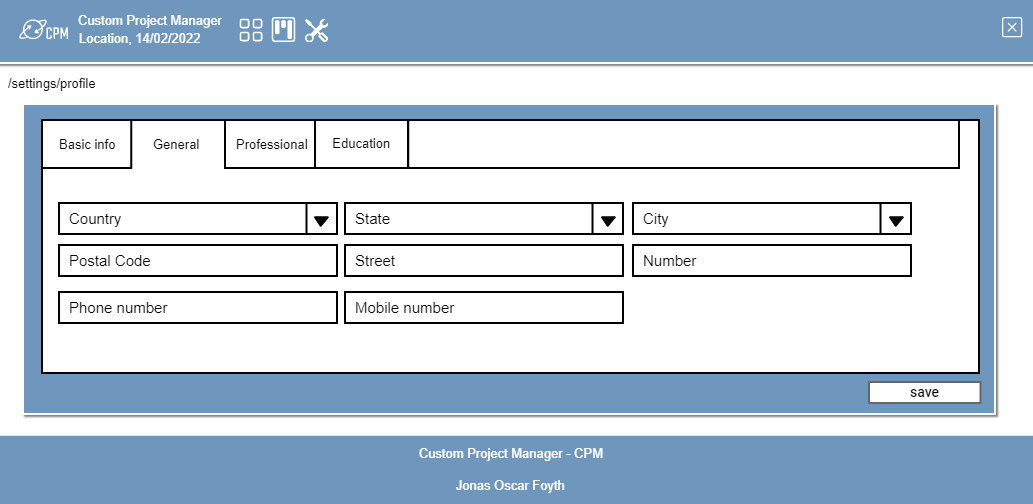 CPM
Custom Project Manager
Location, 14/02/2022
/settings/profile
Basic info
General
Professional
Education
Country
State
City
Postal Code
Street
Number
Phone number
Mobile number
save
Custom Project Manager - CPM
Jonas Oscar Foyth